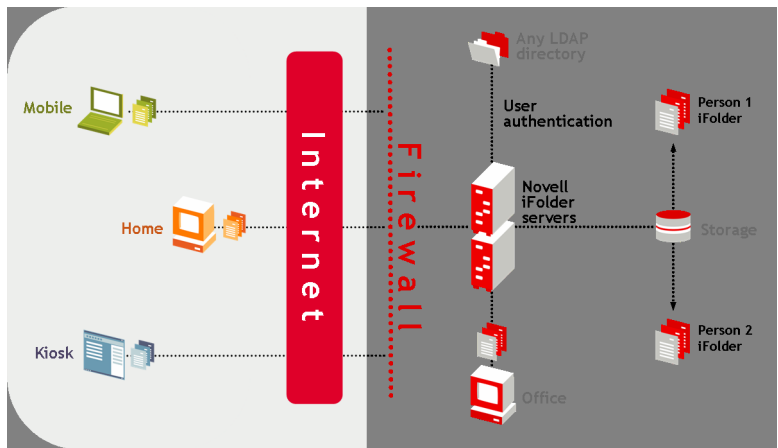 Mobile
Home
Kiosk
Internet
Firewall
Any LDAP
directory
User
authentication
Novell
iFolder
servers
Office
Person 1
iFolder
Storage
Person 2
iFolder